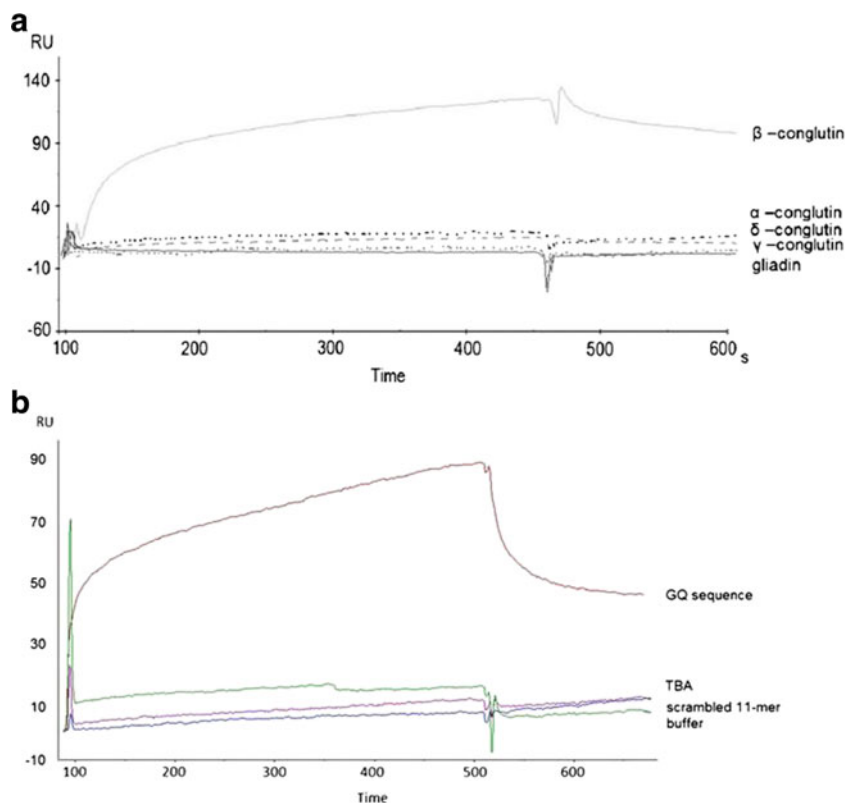 a
RU
140
90
40
-10
-60
β -conglutin
α -conglutin
δ -conglutin
γ -conglutin
gliadin
100 200 300 400 500 600 s
Time
b
RU
90
70
50
30
10
-10
GQ sequence
TBA
scrambled 11-mer
buffer
100 200 300 400 500 600
Time